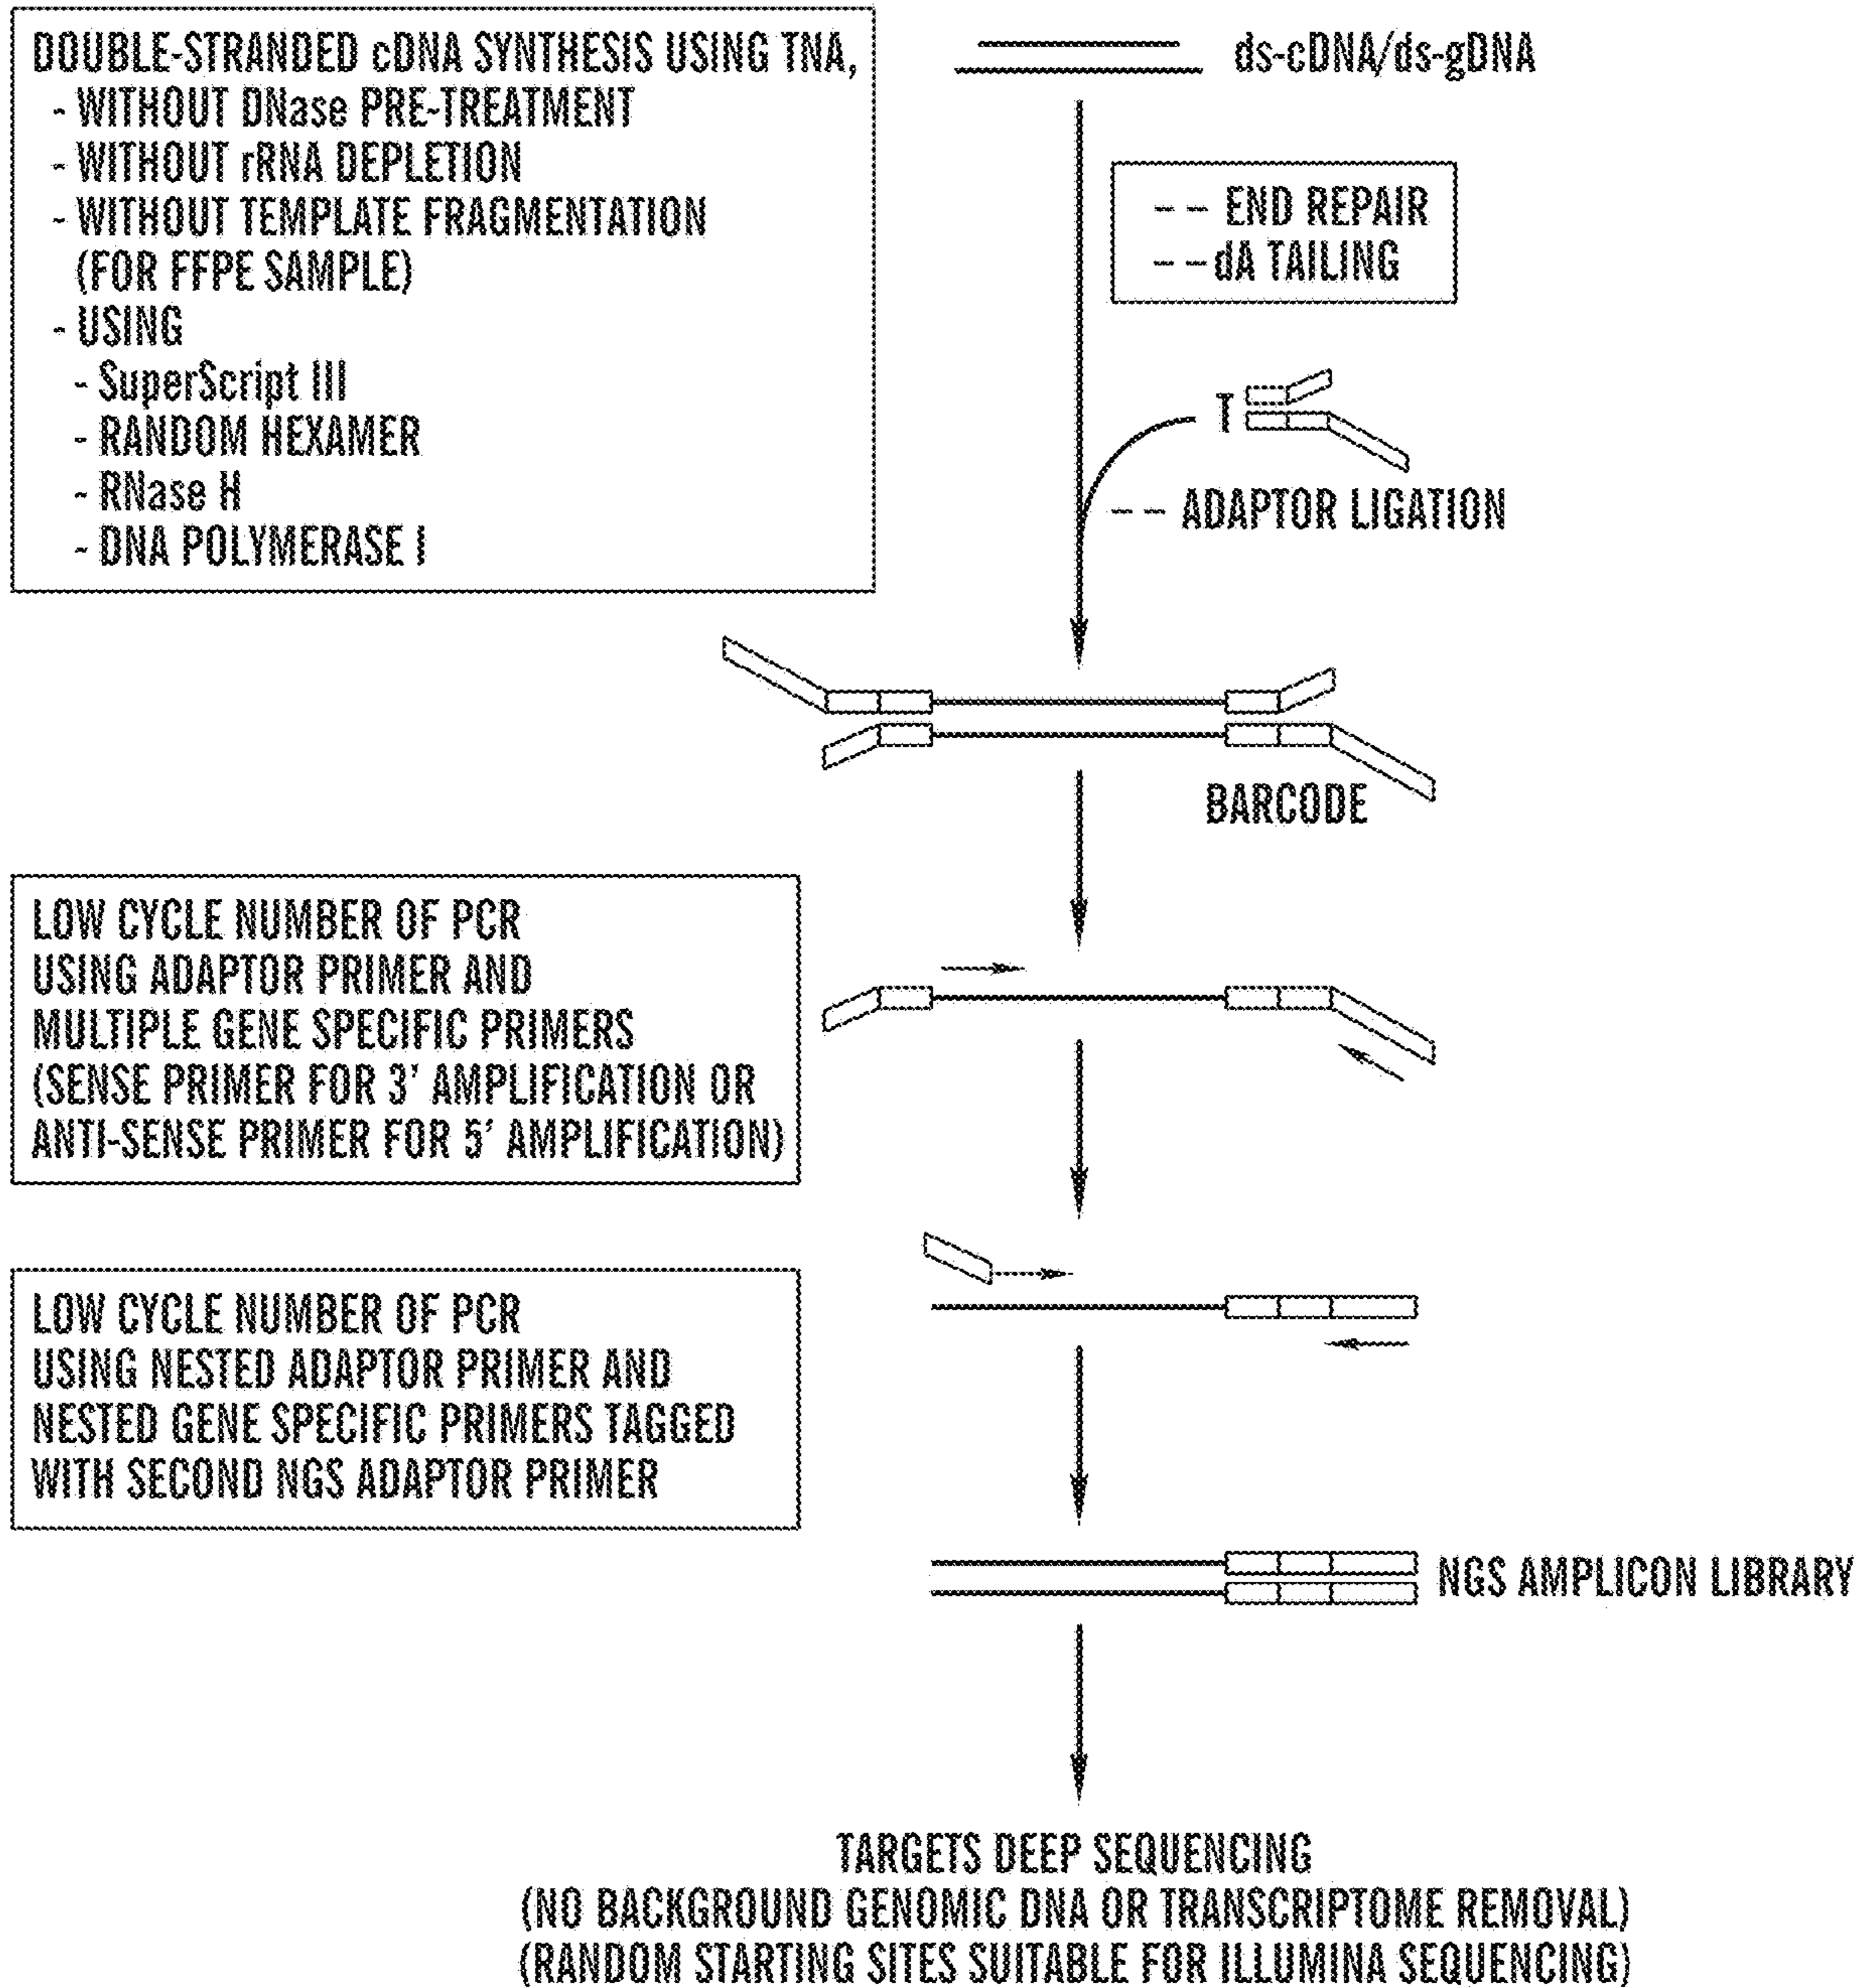 DOUBLE-STRANDED cDNA SYNTHESIS USING TNA,
- WITHOUT DNase PRE-TREATMENT
- WITHOUT rRNA DEPLETION
- WITHOUT TEMPLATE FRAGMENTATION
(FOR FFPE SAMPLE)
- USING
- SuperScript III
- RANDOM HEXAMER
- RNase H
- DNA POLYMERASE I
ds-cDNA/ds-gDNA
-- END REPAIR
-- dA TAILING
T
-- ADAPTOR LIGATION
BARCODE
LOW CYCLE NUMBER OF PCR
USING ADAPTOR PRIMER AND
MULTIPLE GENE SPECIFIC PRIMERS
(SENSE PRIMER FOR 3' AMPLIFICATION OR
ANTI-SENSE PRIMER FOR 5' AMPLIFICATION)
LOW CYCLE NUMBER OF PCR
USING NESTED ADAPTOR PRIMER AND
NESTED GENE SPECIFIC PRIMERS TAGGED
WITH SECOND NGS ADAPTOR PRIMER
NGS AMPLICON LIBRARY
TARGETS DEEP SEQUENCING
(NO BACKGROUND GENOMIC DNA OR TRANSCRIPTOME REMOVAL)
(RANDOM STARTING SITES SUITABLE FOR ILLUMINA SEQUENCING)